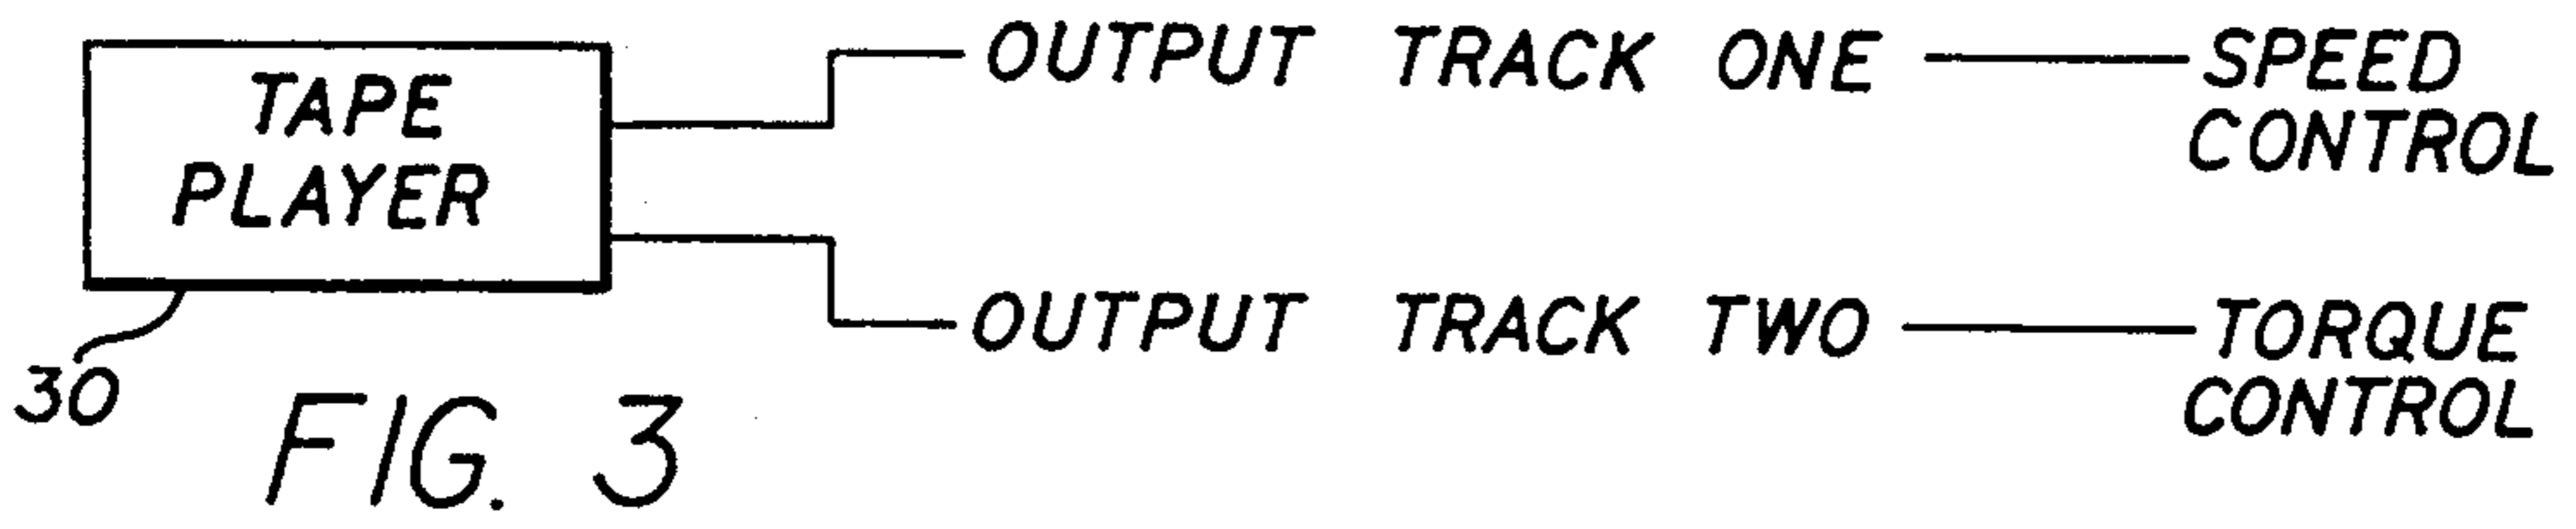 TAPE
PLAYER
OUTPUT TRACK ONE
SPEED
CONTROL
OUTPUT TRACK TWO
TORQUE
CONTROL
30
FIG. 3